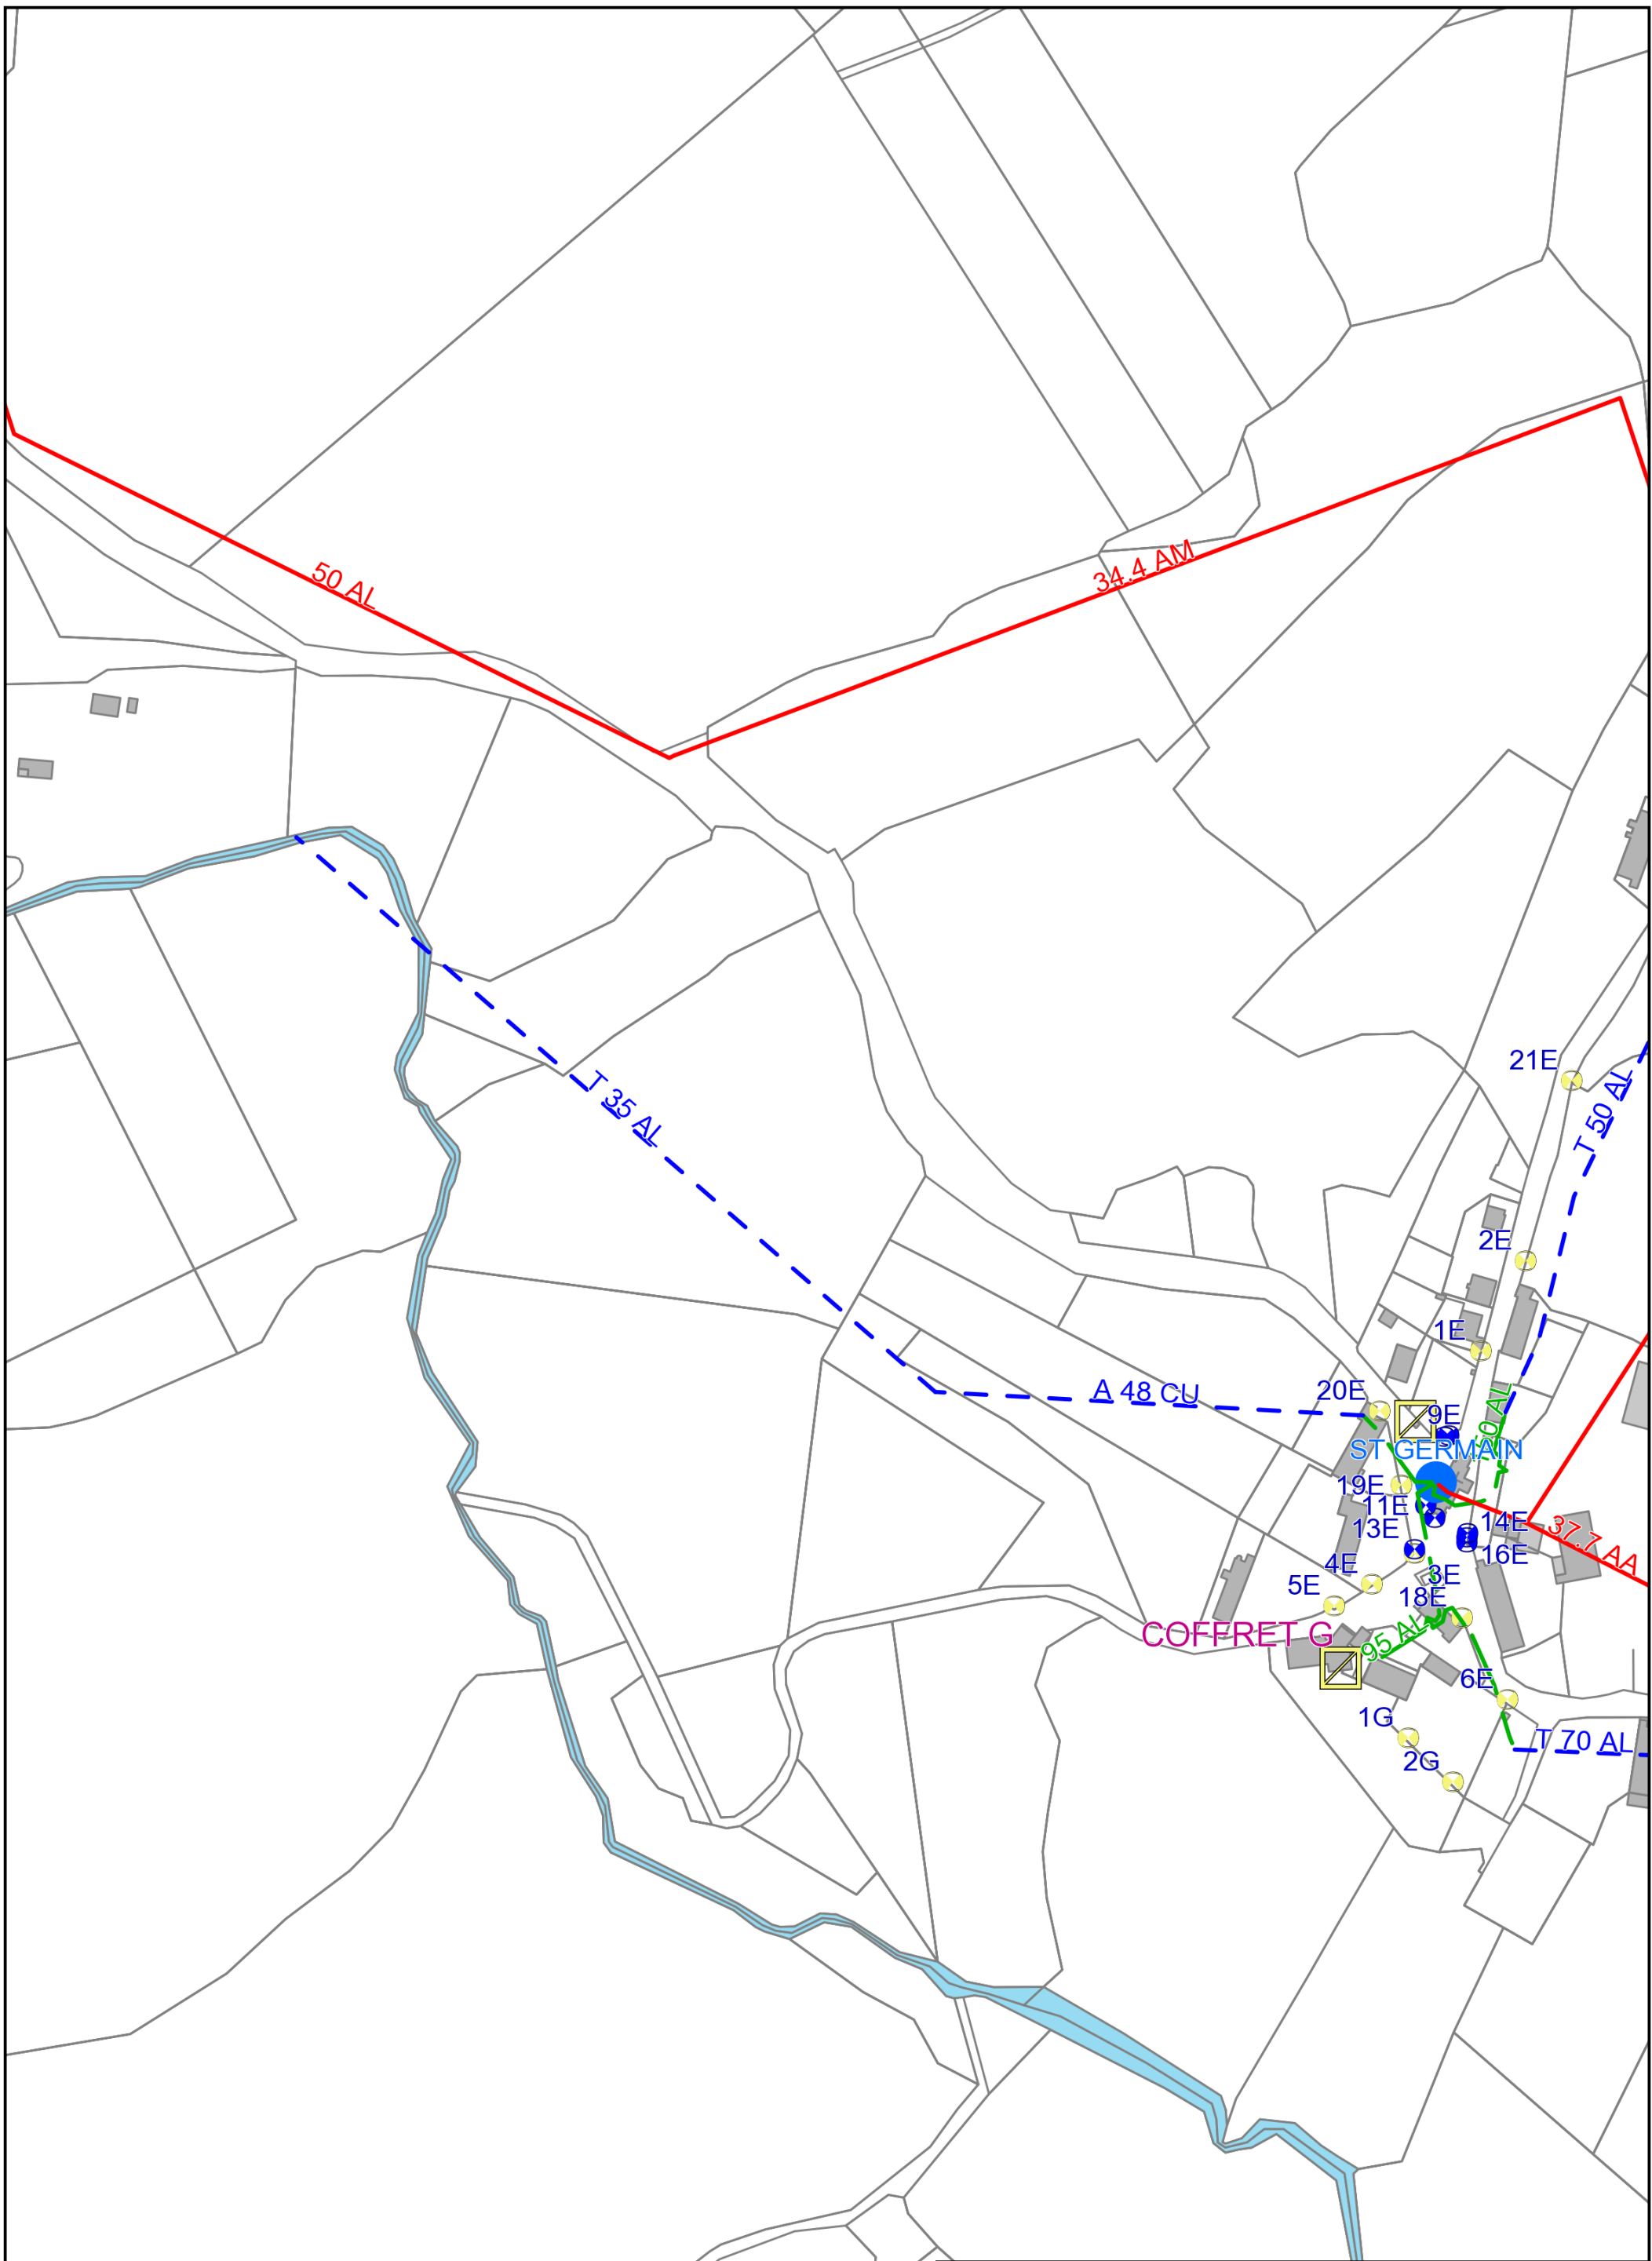 34.4 AM
50 AL
21E
T 50 AL
T 35 AL
2E
1E
20E
A 48 CU
9E
ST GERMAIN
19E
11E
14E
13E
37.7 AA
16E
4E
3E
5E
18E
COFFRET G
95 AL
6E
1G
T 70 AL
2G